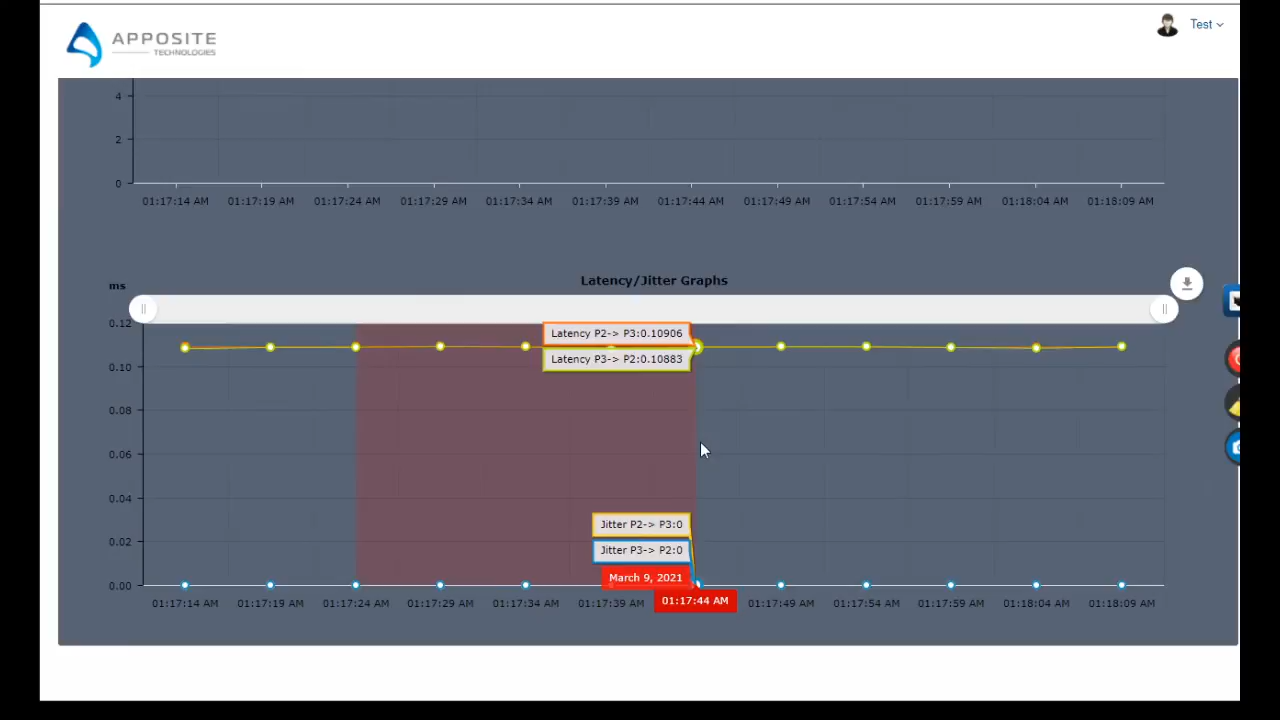 APPOSITE
TECHNOLOGIES
Test
4
2
0
01:17:14 AM 01:17:19 AM 01:17:24 AM 01:17:29 AM 01:17:34 AM 01:17:39 AM 01:17:44 AM 01:17:49 AM 01:17:54 AM 01:17:59 AM 01:18:04 AM 01:18:09 AM
Latency/Jitter Graphs
ms
0.12
Latency P2-> P3:0.10906
Latency P3-> P2:0.10883
0.10
0.08
0.06
0.04
Jitter P2-> P3:0
0.02
Jitter P3-> P2:0
March 9, 2021
0.00
01:17:14 AM 01:17:19 AM 01:17:24 AM 01:17:29 AM 01:17:34 AM 01:17:39 AM 01:17:44 AM 01:17:49 AM 01:17:54 AM 01:17:59 AM 01:18:04 AM 01:18:09 AM